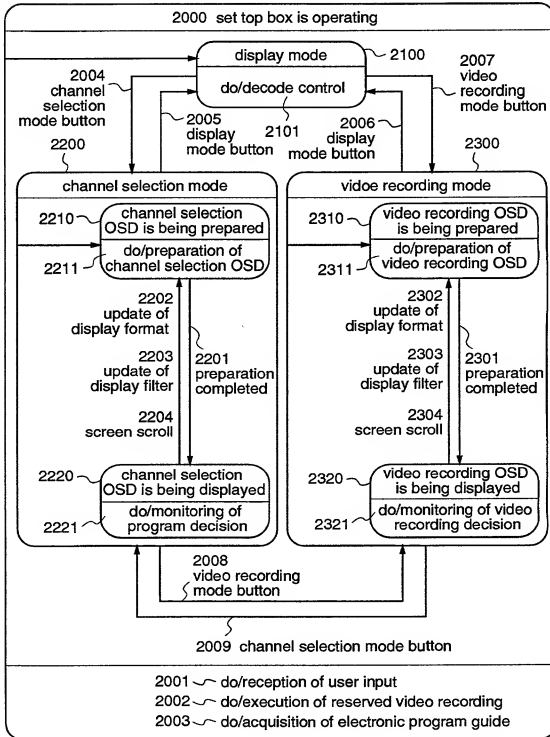 2000 set top box is operating
display mode
2100
do/decode control
2101
2004
channel
selection
mode button
2005
display
mode button
2006
display
mode button
2007
video
recording
mode button
2200
channel selection mode
2210
channel selection
OSD is being prepared
2211
do/preparation of
channel selection OSD
2202
update of
display format
2203
update of
display filter
2201
preparation
completed
2204
screen scroll
2220
channel selection
OSD is being displayed
2221
do/monitoring of
program decision
2300
vidoe recording mode
2310
video recording OSD
is being prepared
2311
do/preparation of
video recording OSD
2302
update of
display format
2303
update of
display filter
2301
preparation
completed
2304
screen scroll
2320
video recording OSD
is being displayed
2321
do/monitoring of video
recording decision
2008
video recording
mode button
2009 channel selection mode button
2001 do/reception of user input
2002 do/execution of reserved video recording
2003 do/acquisition of electronic program guide